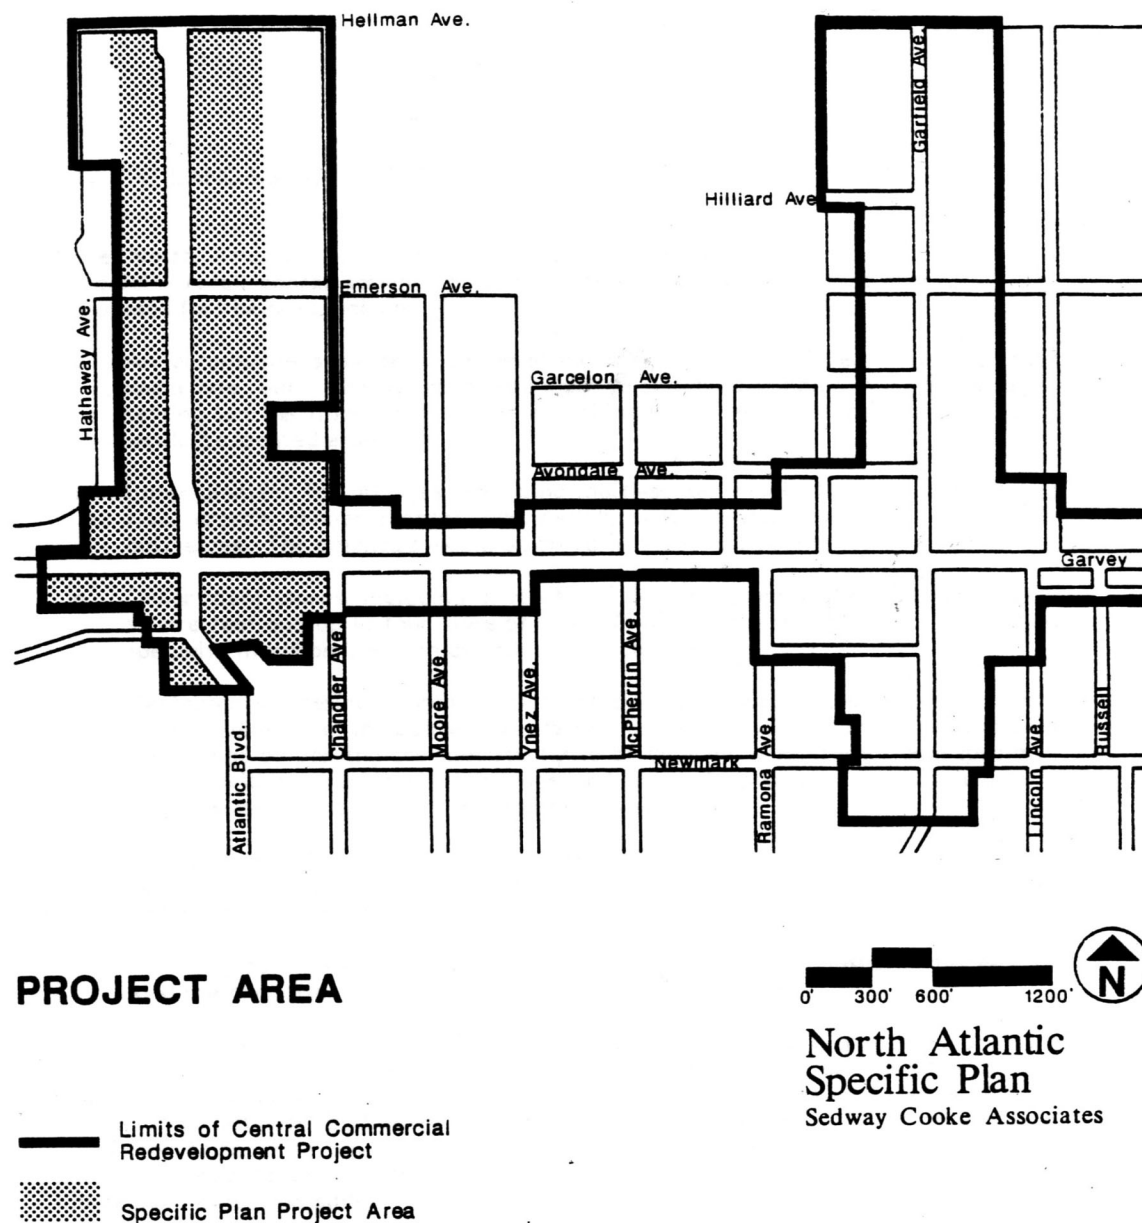 Hellman Ave.
Garfield Ave.
Hilliard Ave
Emerson Ave.
Hathaway Ave.
Garcelon Ave.
Avondale Ave.
Garvey
Chandler Ave.
Moore Ave.
Ynez Ave.
McPherrin Ave.
Ramona Ave.
Lincoln Ave.
Russell
Atlantic Blvd.
Newmark
PROJECT AREA
0' 300' 600' 1200'
N
North Atlantic
Specific Plan
Sedway Cooke Associates
Limits of Central Commercial
Redevelopment Project
Specific Plan Project Area